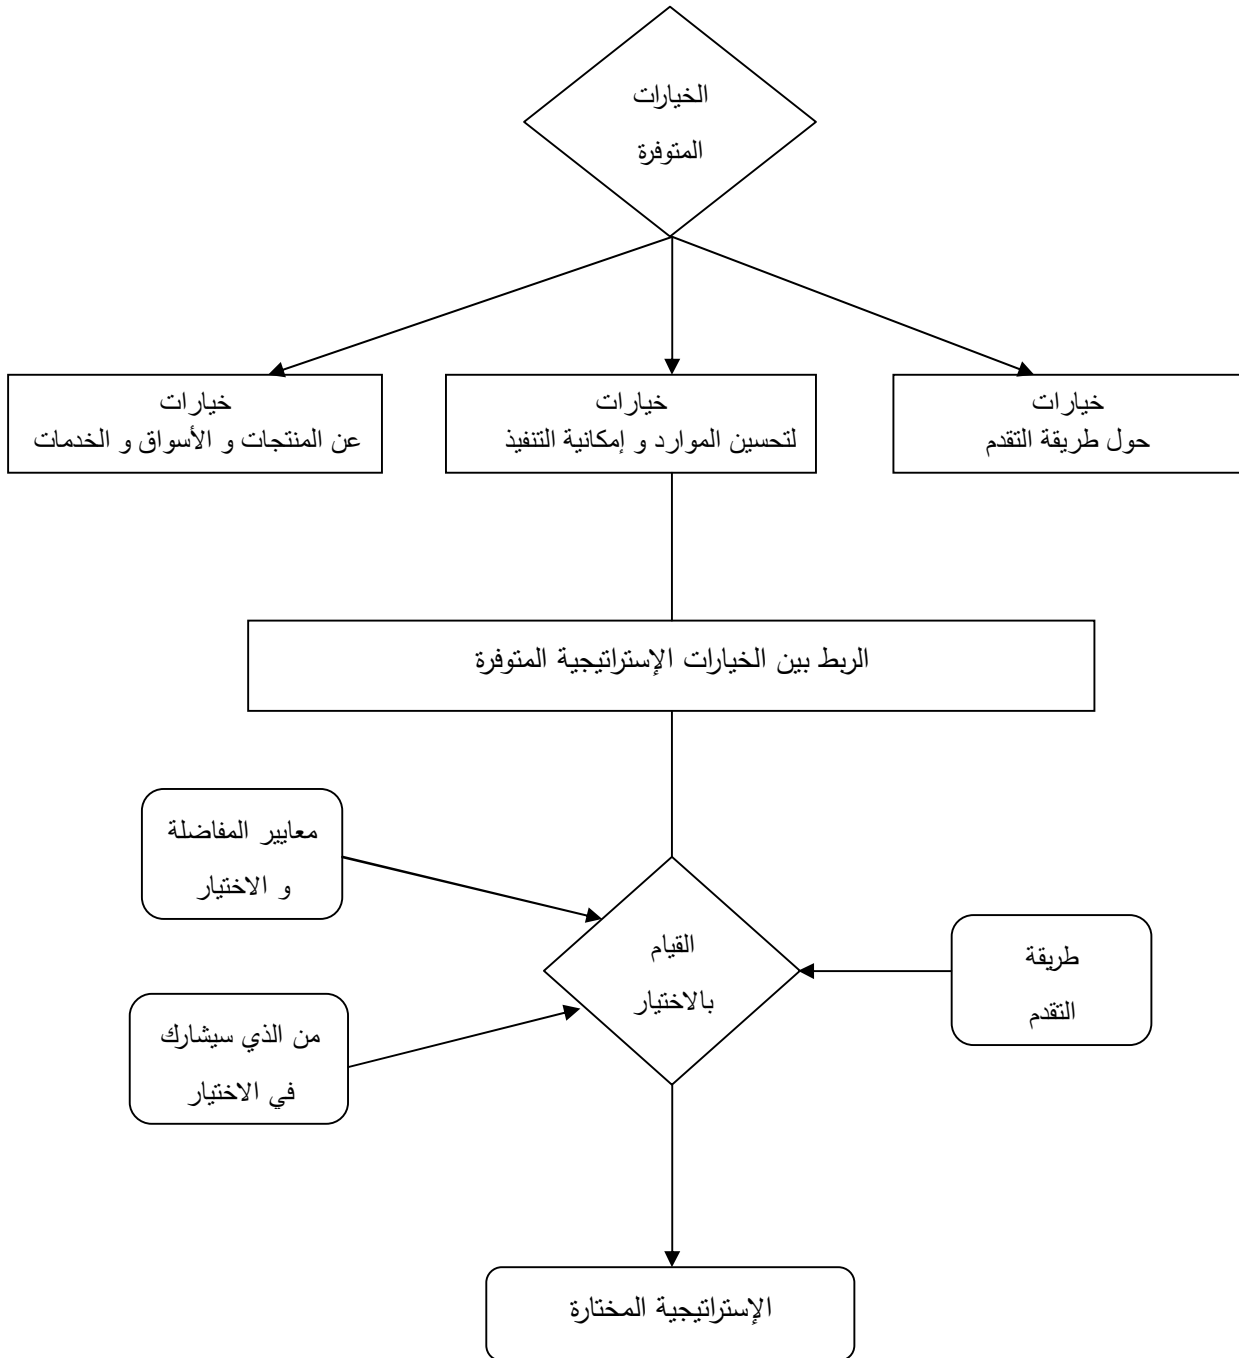 الخيارات
المتوفرة
خيارات
حول طريقة التقدم
خيارات
لتحسين الموارد و إمكانية التنفيذ
خيارات
عن المنتجات و الأسواق و الخدمات
الربط بين الخيارات الإستراتيجية المتوفرة
معايير المفاضلة
و الاختيار
القيام
بالاختيار
طريقة
التقدم
من الذي سيشارك
في الاختيار
الإستراتيجية المختارة